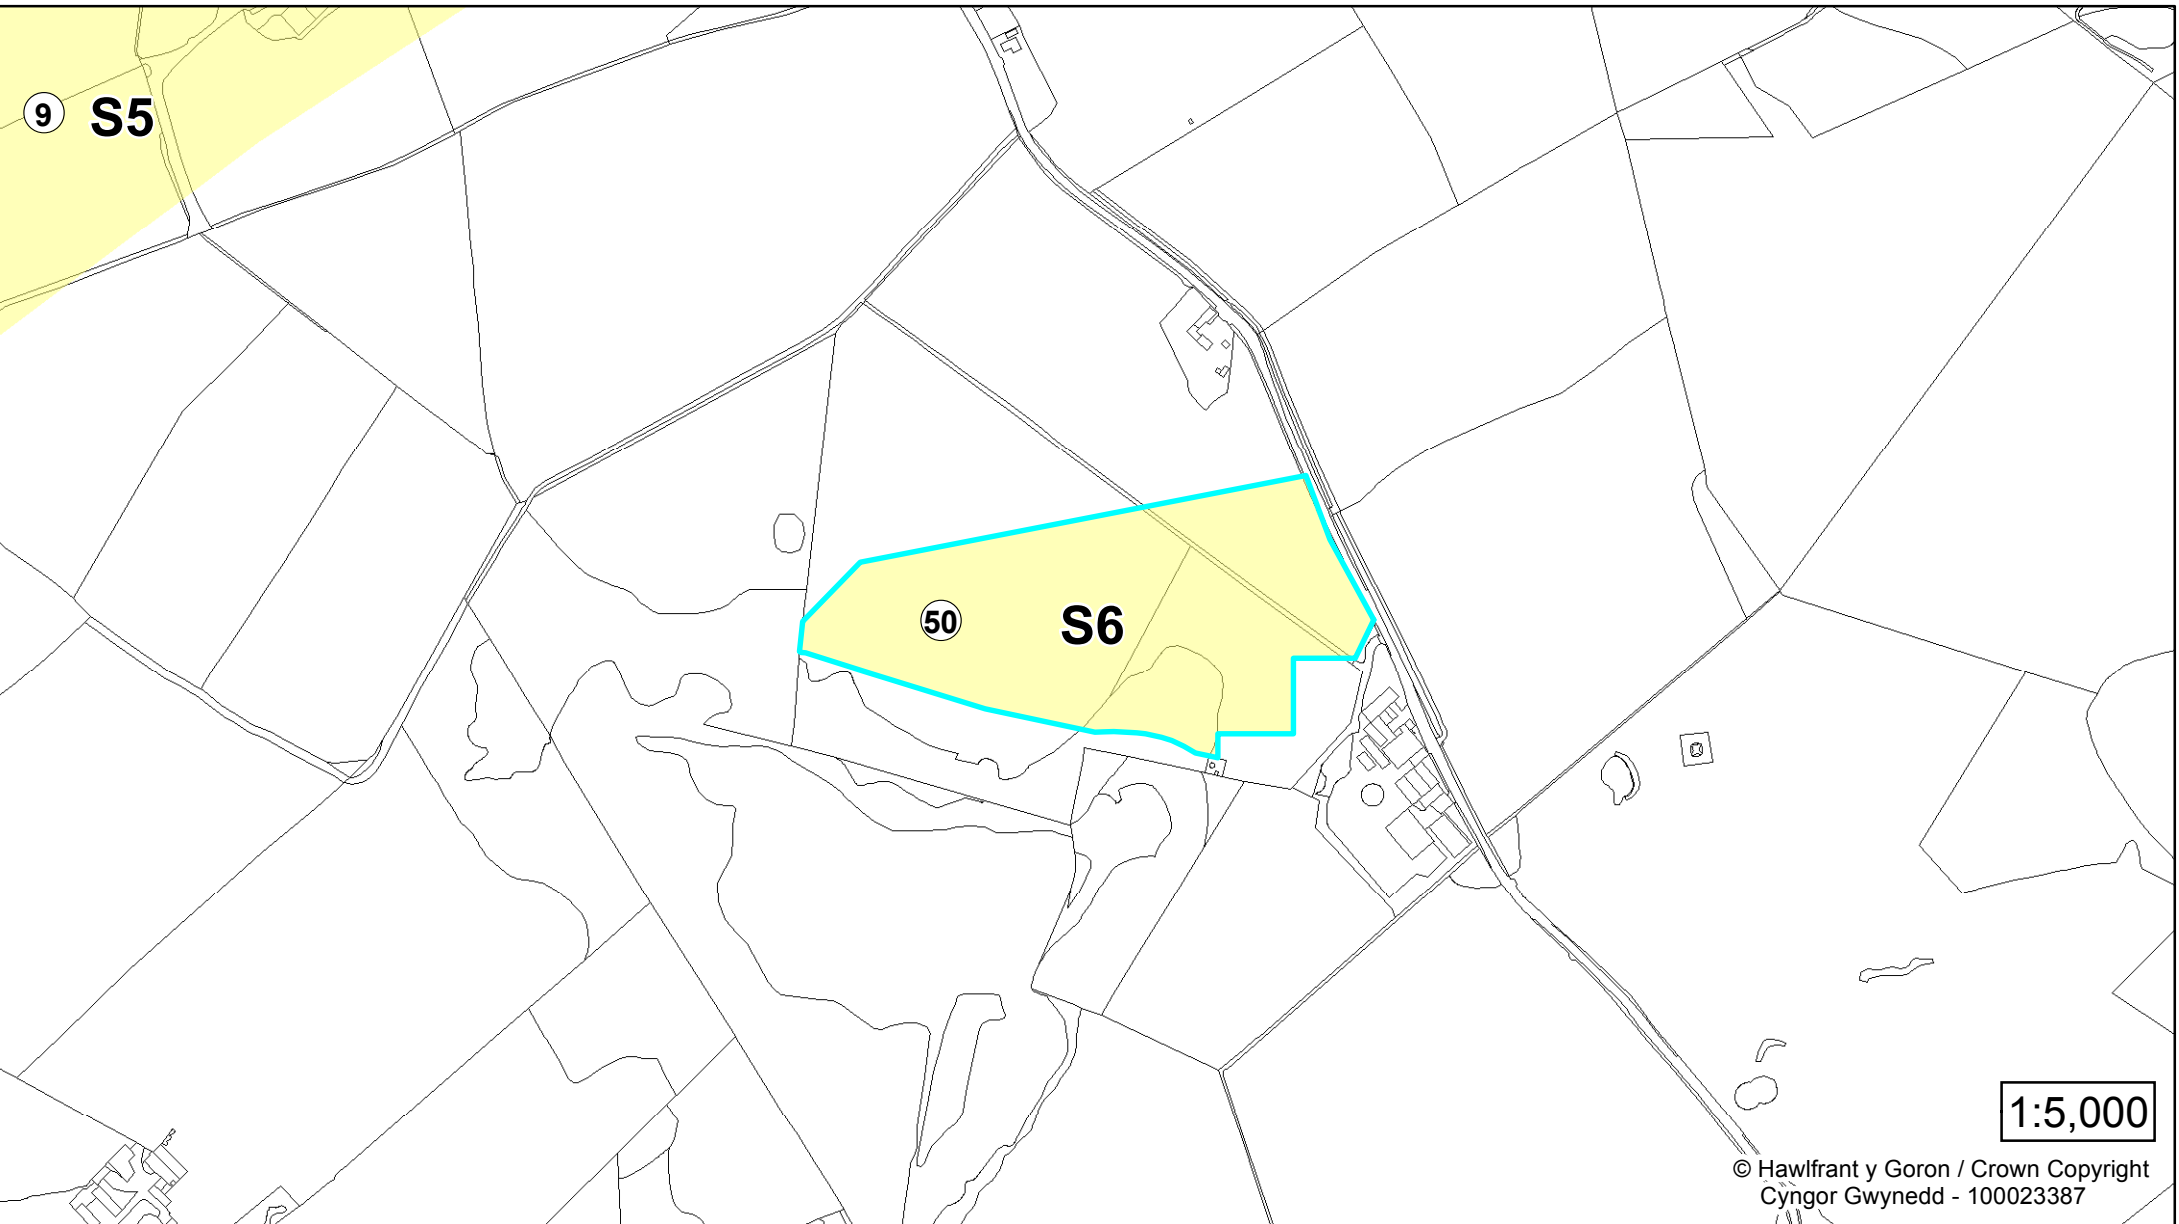 9 S5
50 S6
1:5,000
© Hawlfrant y Goron / Crown Copyright
Cyngor Gwynedd - 100023387